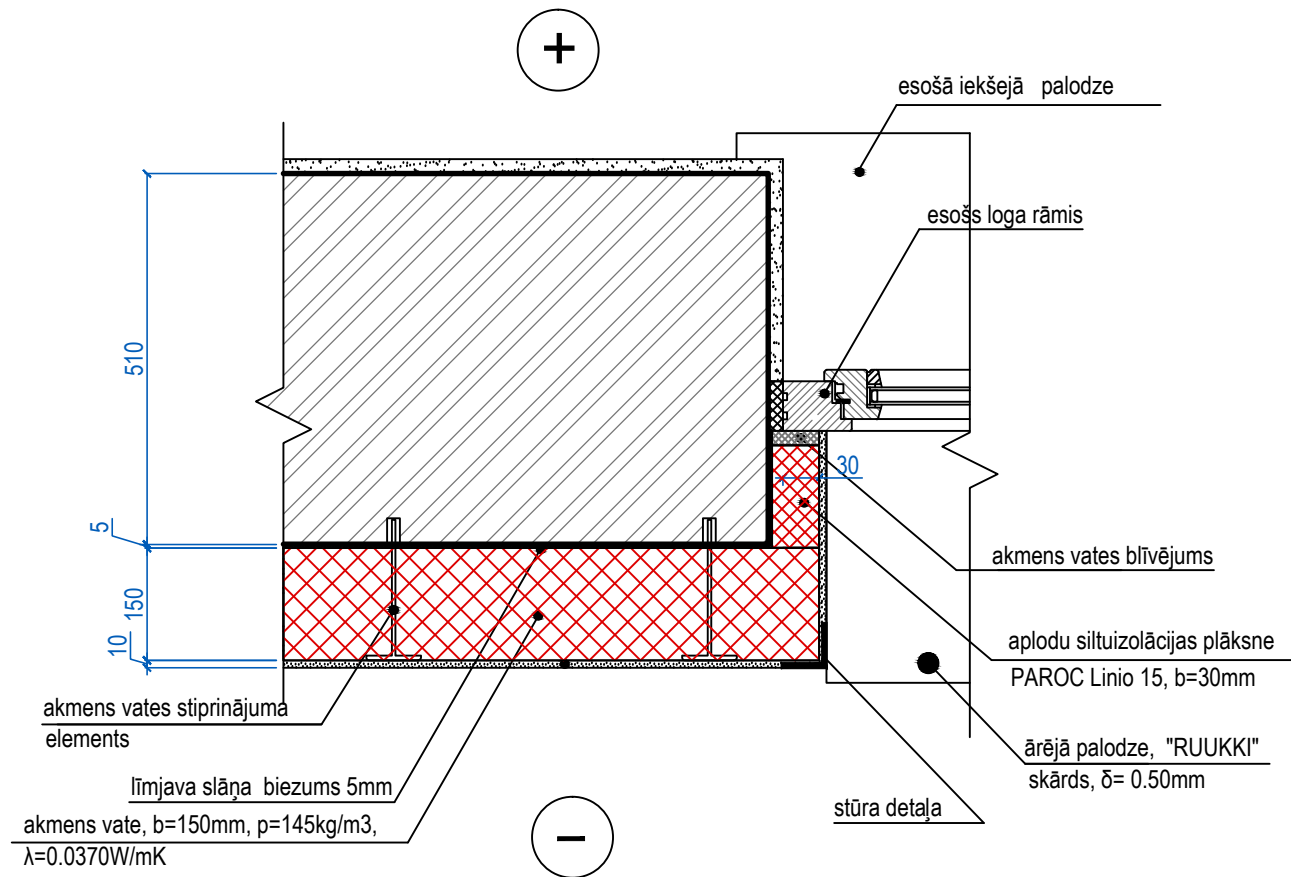 +
esošā iekšejā palodze
esošs loga rāmis
510
30
5
akmens vates blīvējums
150
10
aplodu siltuizolācijas plāksne
PAROC Linio 15, b=30mm
akmens vates stiprinājuma
elements
ārējā palodze, "RUUKKI"
skārds, δ= 0.50mm
līmjava slāņa biezums 5mm
stūra detaļa
akmens vate, b=150mm, p=145kg/m3,
λ=0.0370W/mK
−